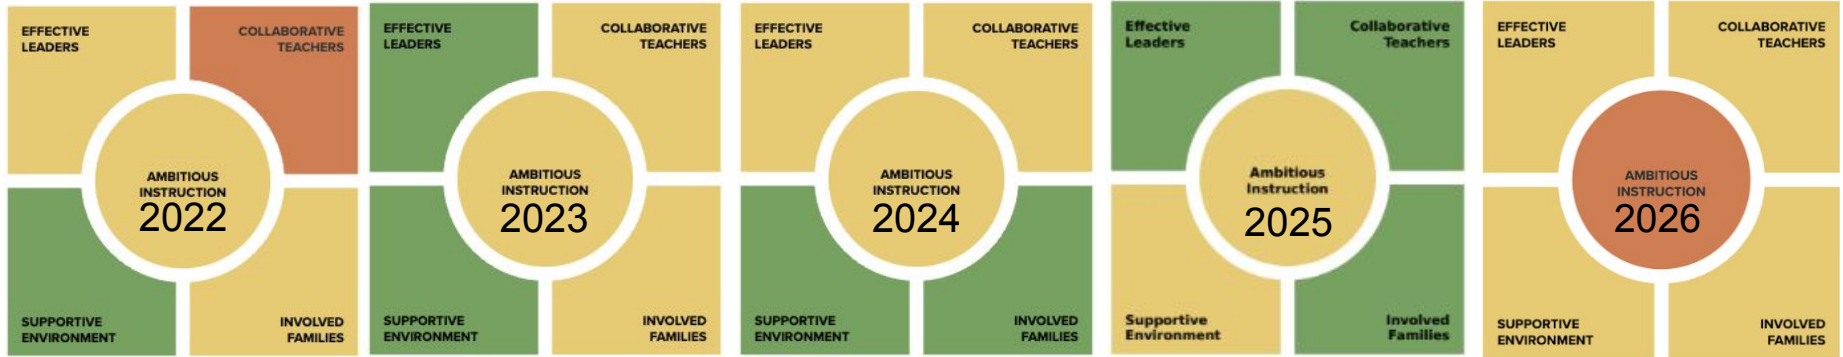 EFFECTIVE
LEADERS
COLLABORATIVE
TEACHERS
AMBITIOUS
INSTRUCTION
2022
SUPPORTIVE
ENVIRONMENT
INVOLVED
FAMILIES
EFFECTIVE
LEADERS
COLLABORATIVE
TEACHERS
AMBITIOUS
INSTRUCTION
2023
SUPPORTIVE
ENVIRONMENT
INVOLVED
FAMILIES
EFFECTIVE
LEADERS
COLLABORATIVE
TEACHERS
AMBITIOUS
INSTRUCTION
2024
SUPPORTIVE
ENVIRONMENT
INVOLVED
FAMILIES
Effective
Leaders
Collaborative
Teachers
Ambitious
Instruction
2025
Supportive
Environment
Involved
Families
EFFECTIVE
LEADERS
COLLABORATIVE
TEACHERS
AMBITIOUS
INSTRUCTION
2026
SUPPORTIVE
ENVIRONMENT
INVOLVED
FAMILIES